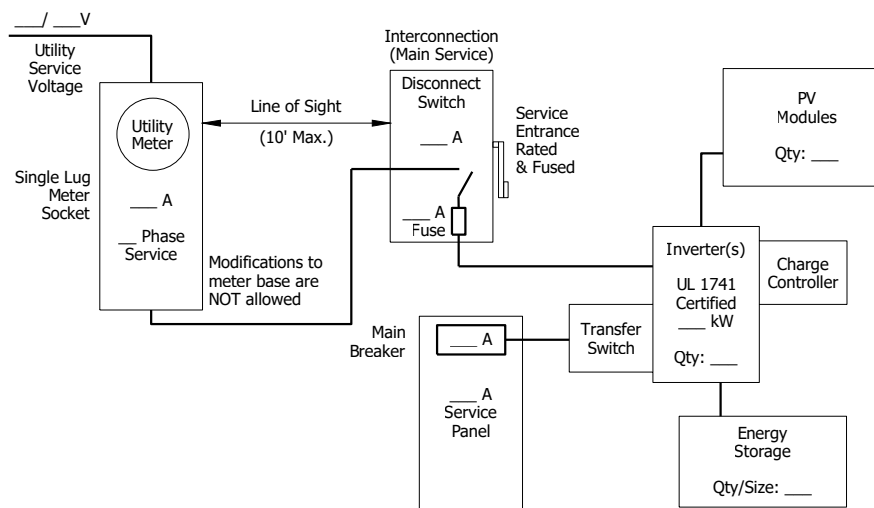 ___/ ___V
Utility
Service
Voltage
Utility
Meter
Single Lug
Meter
Socket
___ A
__ Phase
Service
Line of Sight
(10' Max.)
Modifications to
meter base are
NOT allowed
Interconnection
(Main Service)
Disconnect
Switch
___ A
___ A
Fuse
Service
Entrance
Rated
& Fused
Main
Breaker
___ A
___ A
Service
Panel
Transfer
Switch
PV
Modules
Qty: ___
Inverter(s)
UL 1741
Certified
___ kW
Qty: ___
Charge
Controller
Energy
Storage
Qty/Size: ___